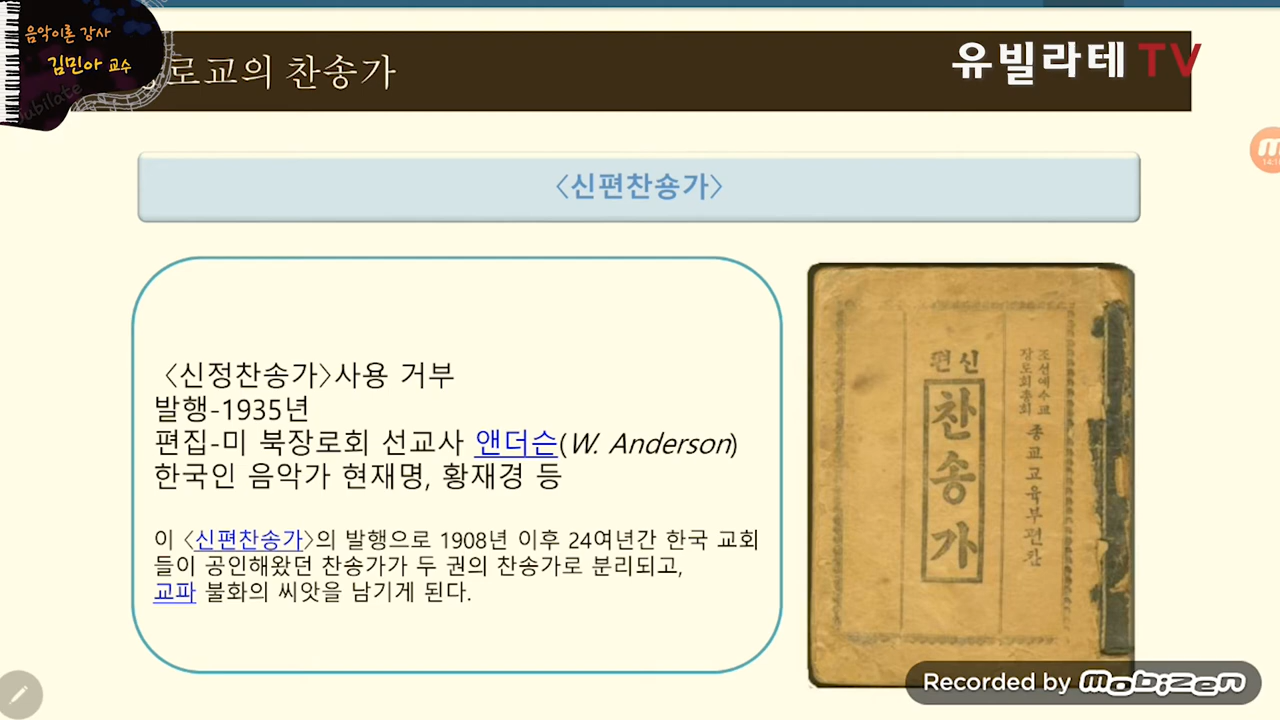 음악이론 강사
김민아 교수
Jubilate
로교의 찬송가
유빌라테 TV
14:1
〈신편찬숑가〉
〈신정찬송가〉사용 거부
발행-1935년
편집-미 북장로회 선교사 앤더슨(W. Anderson)
한국인 음악가 현재명, 황재경 등
이 〈신편찬송가〉의 발행으로 1908년 이후 24여년간 한국 교회
들이 공인해왔던 찬송가가 두 권의 찬송가로 분리되고,
교파 불화의 씨앗을 남기게 된다.
조선예수교
장로회총회
종교교육부편간
신편
찬송가
Recorded by mobizen